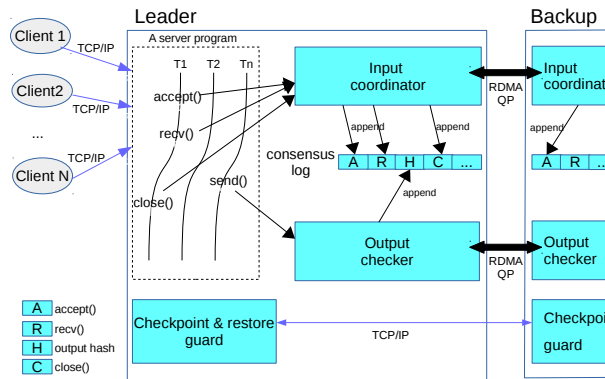 Leader
Backup
Client 1
Client2
...
Client N
TCP/IP
TCP/IP
TCP/IP
A server program
T1 T2 Tn
accept()
recv()
send()
close()
Input
coordinator
RDMA
QP
Input
coordinat
append
append
append
append
consensus
log
A R H C ...
A R ...
append
Output
checker
RDMA
QP
Output
checker
Checkpoint & restore
guard
TCP/IP
Checkpoi
guard
A accept()
R recv()
H output hash
C close()